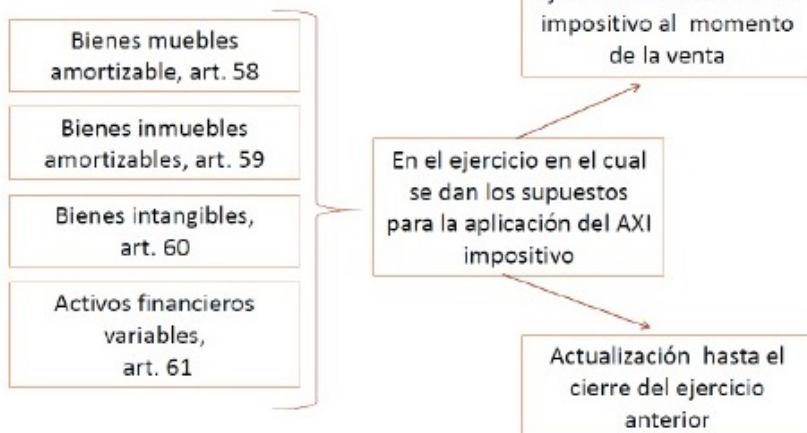 Bienes muebles
amortizable, art. 58
Bienes inmuebles
amortizables, art. 59
Bienes intangibles,
art. 60
Activos financieros
variables,
art. 61
En el ejercicio en el cual
se dan los supuestos
para la aplicación del AXI
impositivo
impositivo al momento
de la venta
Actualización hasta el
cierre del ejercicio
anterior